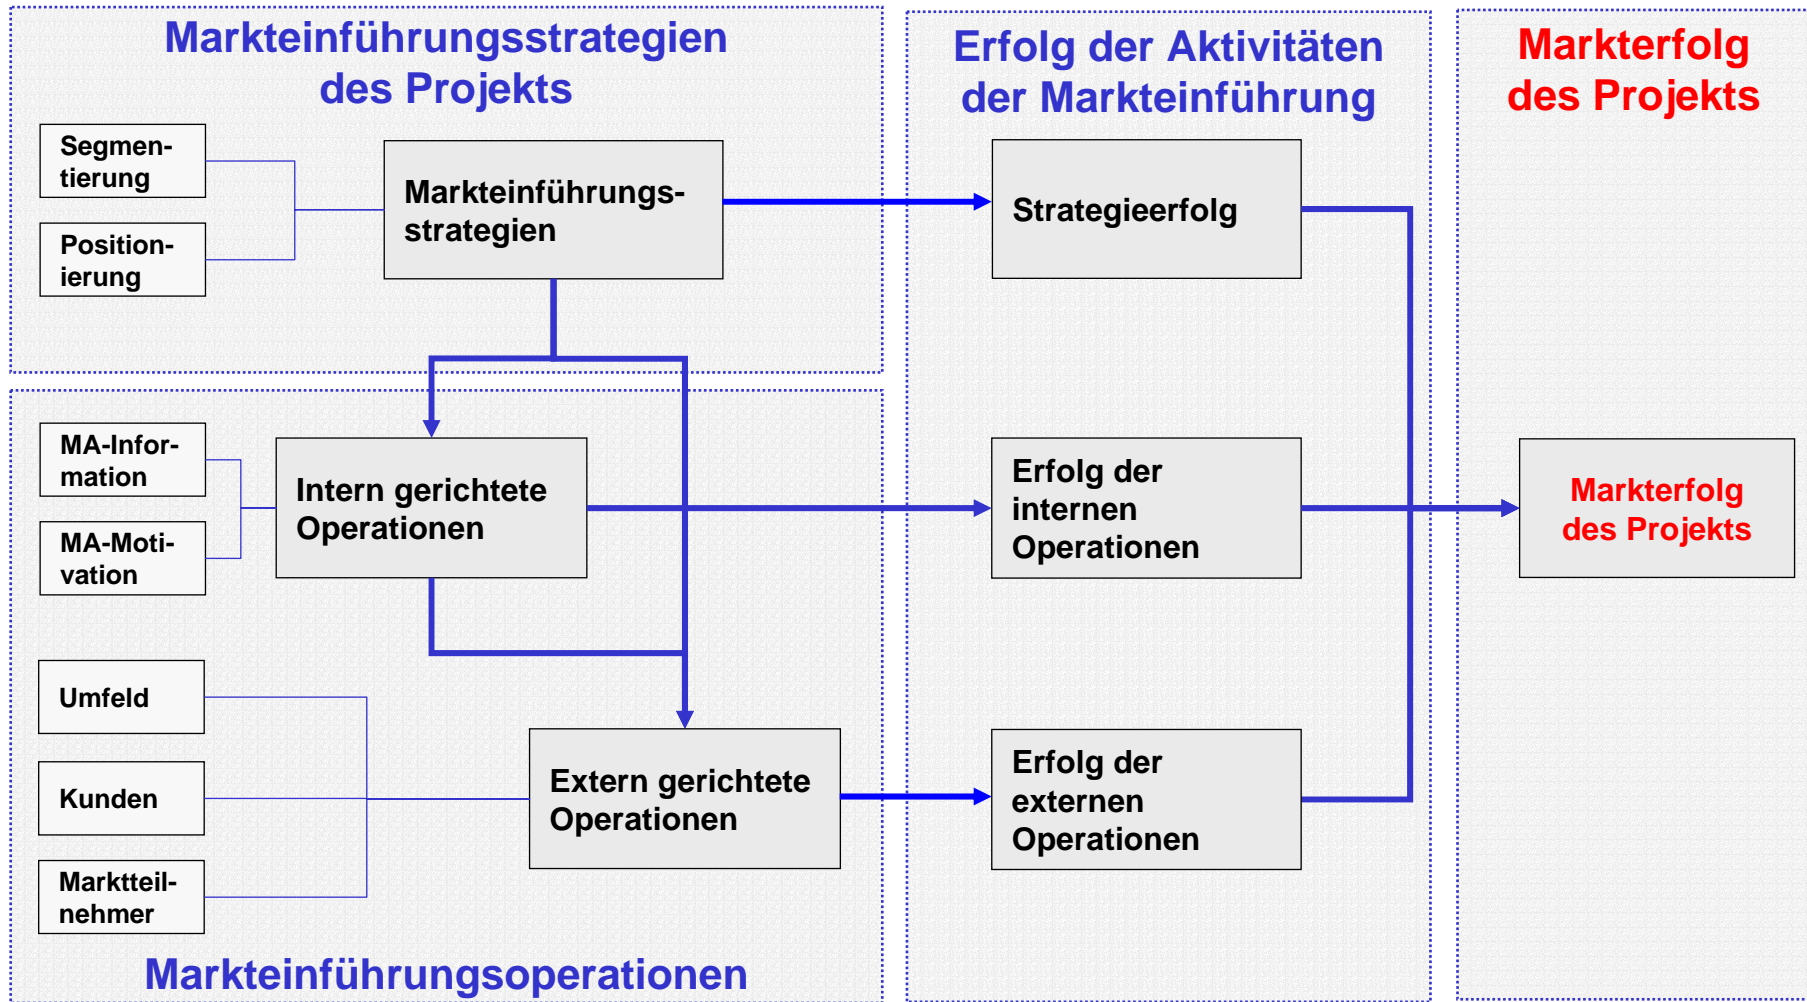 Markteinführungsstrategien
des Projekts
Segmen-
tierung
Position-
ierung
Markteinführungs-
strategien
MA-Infor-
mation
MA-Moti-
vation
Intern gerichtete
Operationen
Umfeld
Kunden
Marktteil-
nehmer
Extern gerichtete
Operationen
Markteinführungsoperationen
Erfolg der Aktivitäten
der Markteinführung
Strategieerfolg
Erfolg der
internen
Operationen
Erfolg der
externen
Operationen
Markterfolg
des Projekts
Markterfolg
des Projekts